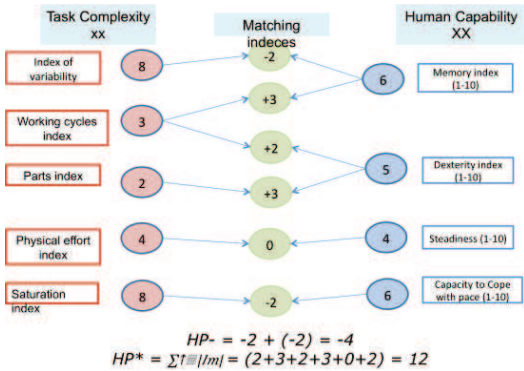 Task Complexity
xx
Matching
indeces
Human Capability
XX
Index of
variability
8
-2
6
Memory index
(1-10)
+3
Working cycles
index
3
+2
5
Dexterity index
(1-10)
Parts index
2
+3
Physical effort
index
4
0
4
Steadiness (1-10)
Saturation
index
8
-2
6
Capacity to Cope
with pace (1-10)
HP- = -2 + (-2) = -4
HP* = ∑↑≡|Im| = (2+3+2+3+0+2) = 12